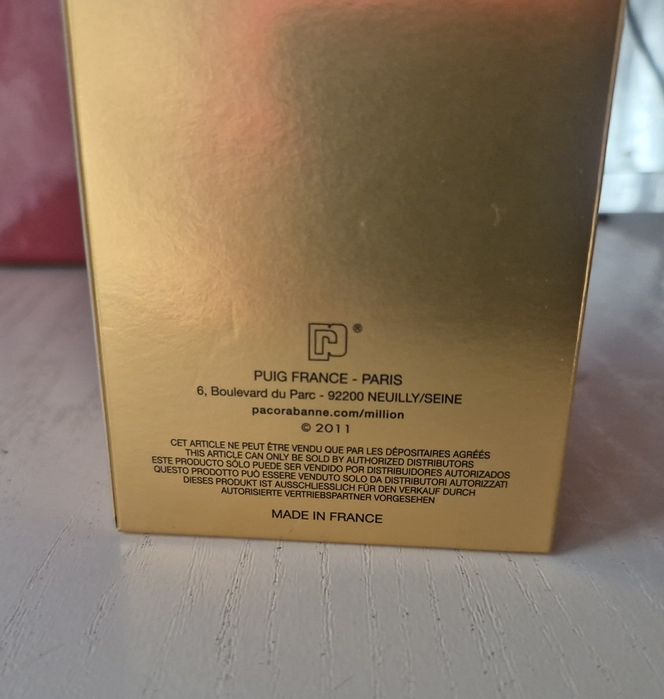 PUIG FRANCE - PARIS
6, Boulevard du Parc - 92200 NEUILLY/SEINE
pacorabanne.com/million
© 2011
CET ARTICLE NE PEUT ÊTRE VENDU QUE PAR LES DÉPOSITAIRES AGRÉÉS
THIS ARTICLE CAN ONLY BE SOLD BY AUTHORIZED DISTRIBUTORS
ESTE PRODUCTO SÓLO PUEDE SER VENDIDO POR DISTRIBUIDORES AUTORIZADOS
QUESTO PRODOTTO PUÒ ESSERE VENDUTO SOLO DA DISTRIBUTORI AUTORIZZATI
DIESES PRODUKT IST AUSSCHLIESSLICH FÜR DEN VERKAUF DURCH
AUTORISIERTE VERTRIEBSPARTNER VORGESEHEN
MADE IN FRANCE